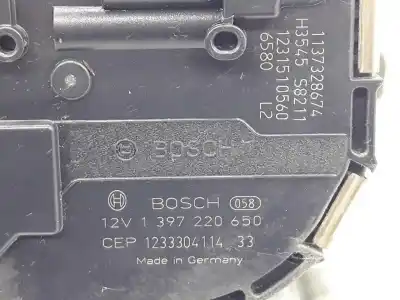 1137328674
H3545 S8211
1231510560
6580 L2
BOSCH
BOSCH 058
12V 1 397 220 650
CEP 1233304114 33
Made in Germany